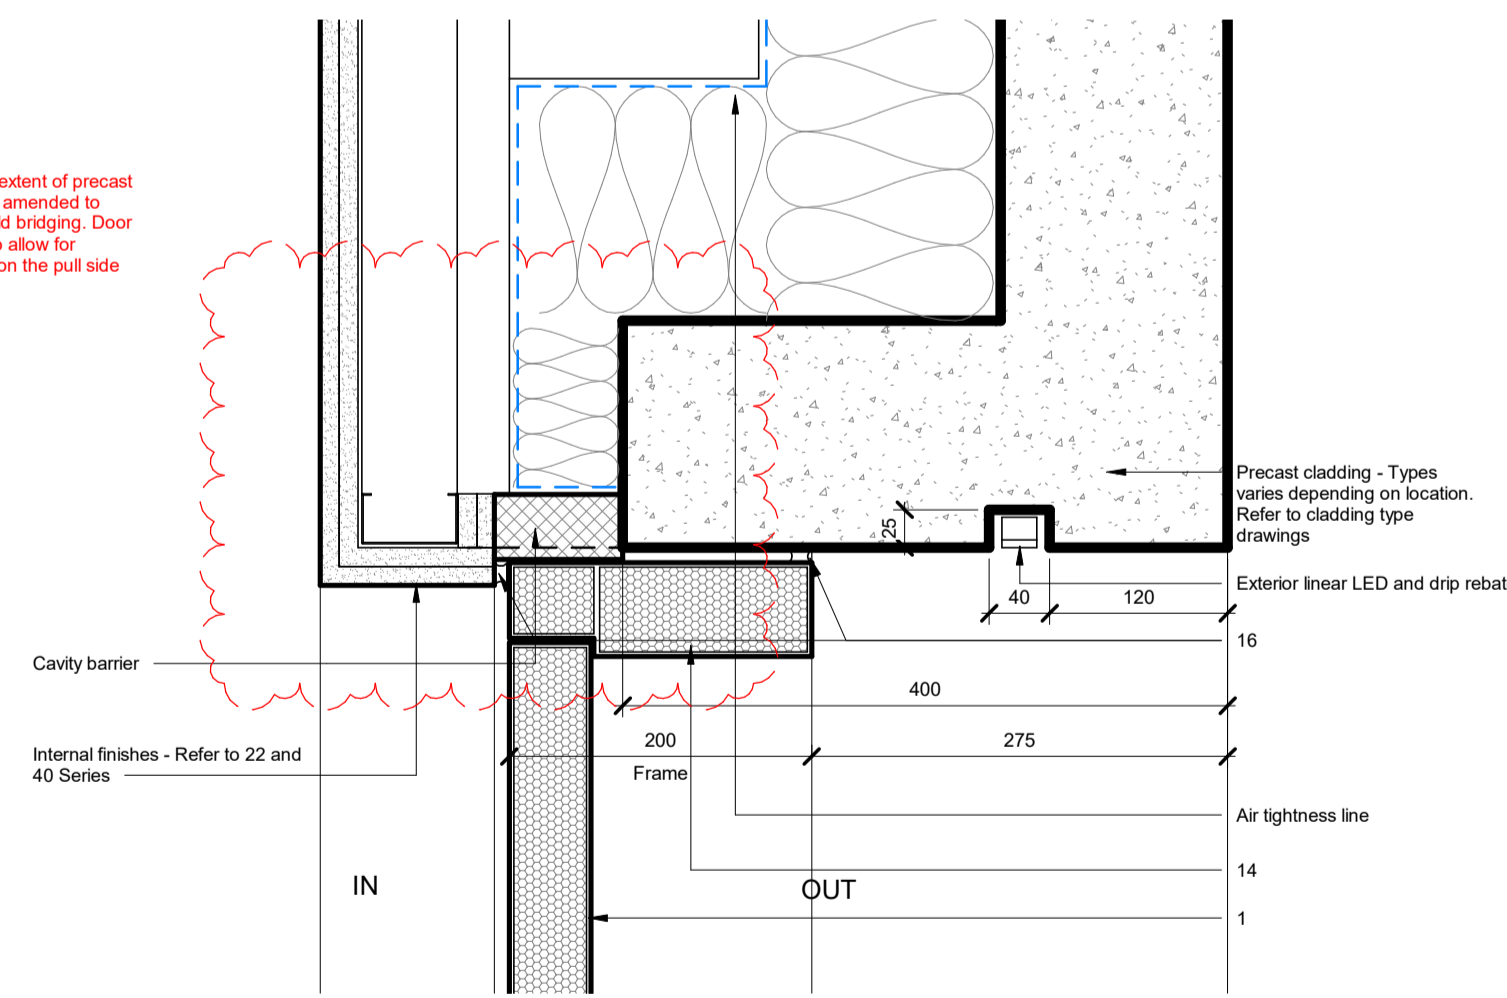 extent of precast
amended to
d bridging. Door
allow for
on the pull side
Cavity barrier
Internal finishes - Refer to 22 and
40 Series
IN
OUT
25
40
120
400
200
275
Frame
Precast cladding - Types
varies depending on location.
Refer to cladding type
drawings
Exterior linear LED and drip rebat
16
Air tightness line
14
1